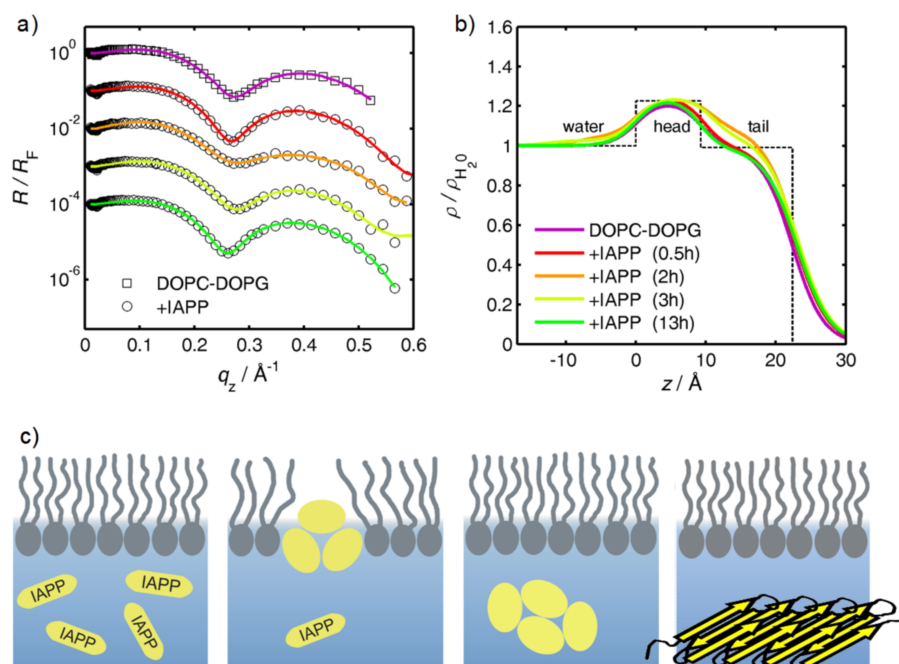 a)
R / R_F
10^0
10^-2
10^-4
10^-6
DOPC-DOPG
+IAPP
0 0.1 0.2 0.3 0.4 0.5 0.6
q_z / Å^-1
b)
ρ / ρ_H_2O
1.6
1.4
1.2
1
0.8
0.6
0.4
0.2
0
water head tail
DOPC-DOPG
+IAPP (0.5h)
+IAPP (2h)
+IAPP (3h)
+IAPP (13h)
-10 0 10 20 30
z / Å
c)
IAPP
IAPP
IAPP
IAPP
IAPP